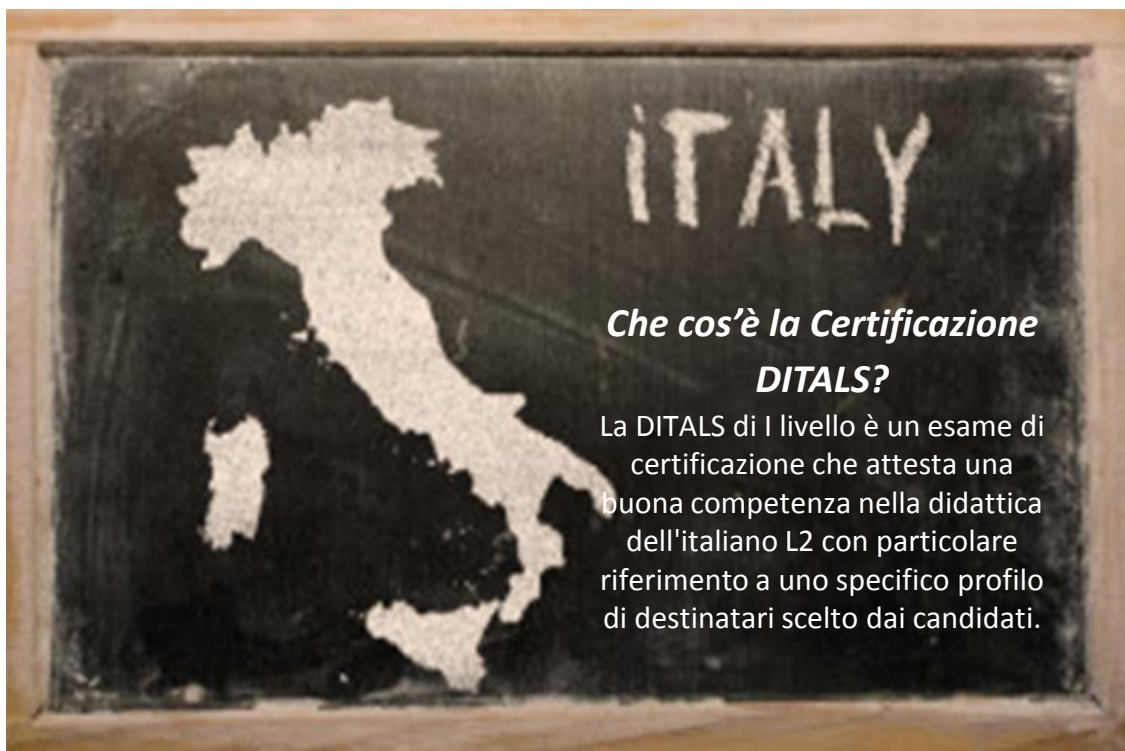 iTALY
Che cos’è la Certificazione
DITALS?
La DITALS di I livello è un esame di
certificazione che attesta una
buona competenza nella didattica
dell'italiano L2 con particolare
riferimento a uno specifico profilo
di destinatari scelto dai candidati.